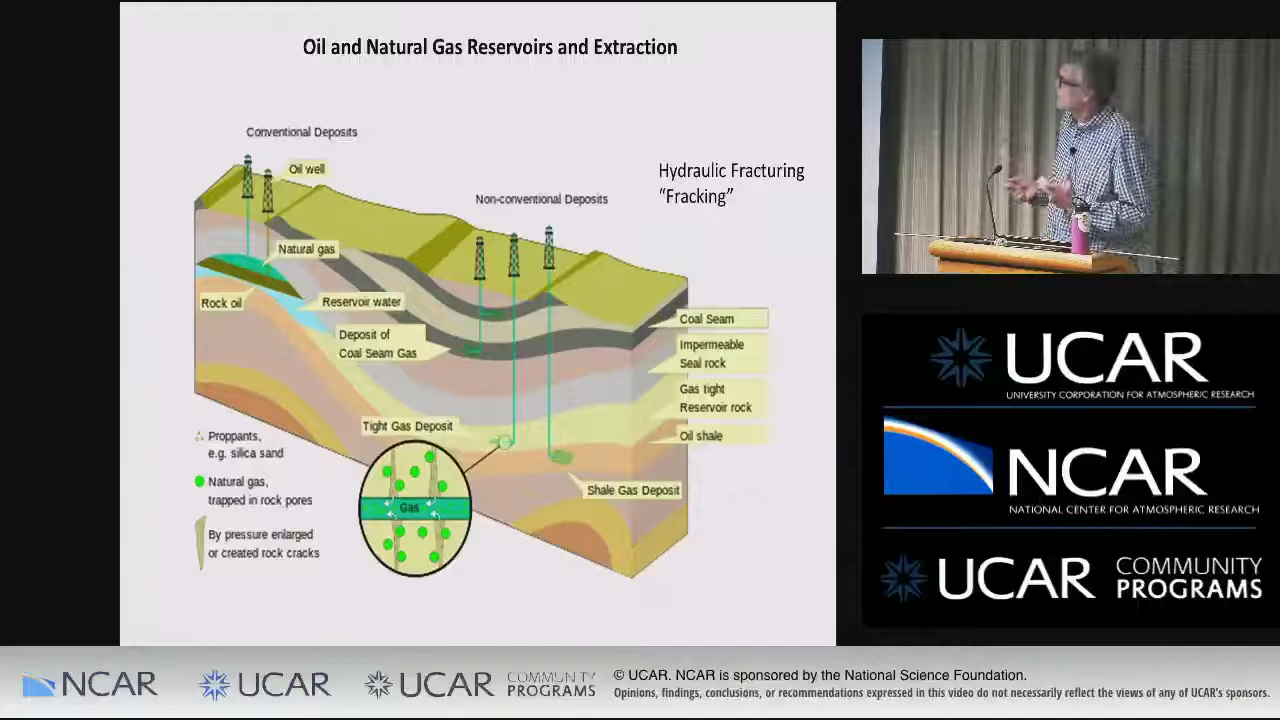 Oil and Natural Gas Reservoirs and Extraction
Conventional Deposits
Oil well
Non-conventional Deposits
Hydraulic Fracturing
“Fracking”
Natural gas
Rock oil
Reservoir water
Deposit of
Coal Seam Gas
Coal Seam
Impermeable
Seal rock
Gas tight
Reservoir rock
Oil shale
Tight Gas Deposit
Shale Gas Deposit
Gas
Proppants,
e.g. silica sand
Natural gas,
trapped in rock pores
By pressure enlarged
or created rock cracks
UCAR
UNIVERSITY CORPORATION FOR ATMOSPHERIC RESEARCH
NCAR
NATIONAL CENTER FOR ATMOSPHERIC RESEARCH
UCAR COMMUNITY
PROGRAMS
NCAR
UCAR
UCAR COMMUNITY
PROGRAMS
© UCAR. NCAR is sponsored by the National Science Foundation.
Opinions, findings, conclusions, or recommendations expressed in this video do not necessarily reflect the views of any of UCAR's sponsors.